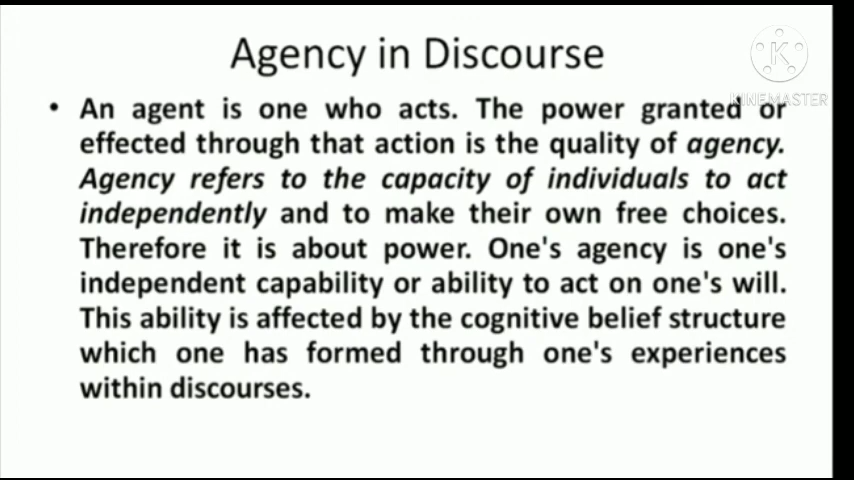 Agency in Discourse
K
KINEMASTER
• An agent is one who acts. The power granted or
effected through that action is the quality of agency.
Agency refers to the capacity of individuals to act
independently and to make their own free choices.
Therefore it is about power. One's agency is one's
independent capability or ability to act on one's will.
This ability is affected by the cognitive belief structure
which one has formed through one's experiences
within discourses.